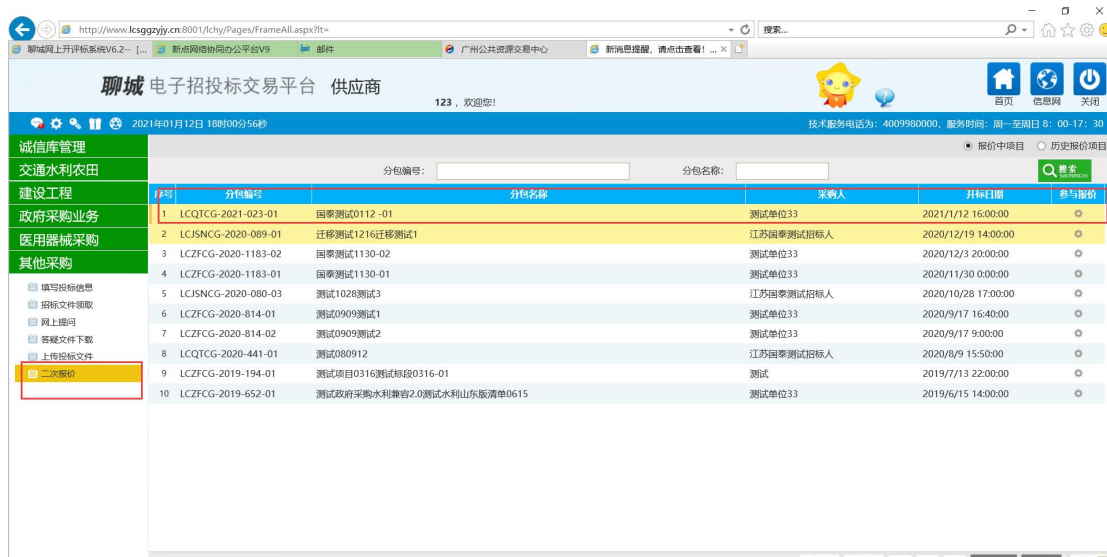 http://www.lcsggzyjy.cn:8001/lchy/Pages/FrameAll.aspx?lt=
搜索...
聊城网上开评标系统V6.2-- [...
新点网络协同办公平台V9
邮件
广州公共资源交易中心
新消息提醒，请点击查看! ...
聊城 电子招投标交易平台 供应商
123 , 欢迎您!
首页 信息网 关闭
2021年01月12日 18时00分56秒
技术服务电话为: 4009980000, 服务时间: 周一至周日 8: 00-17: 30
诚信库管理
交通水利农田
建设工程
政府采购业务
医用器械采购
其他采购
填写投标信息
招标文件领取
网上提问
答疑文件下载
上传投标文件
二次报价
报价中项目 历史报价项目
分包编号: 分包名称: 搜索 SEARCH
序号 分包编号 分包名称 采购人 开标日期 参与报价
1 LCQTCG-2021-023-01 国泰测试0112 -01 测试单位33 2021/1/12 16:00:00
2 LCJSNCG-2020-089-01 迁移测试1216迁移测试1 江苏国泰测试招标人 2020/12/19 14:00:00
3 LCZFCG-2020-1183-02 国泰测试1130-02 测试单位33 2020/12/3 20:00:00
4 LCZFCG-2020-1183-01 国泰测试1130-01 测试单位33 2020/11/30 0:00:00
5 LCJSNCG-2020-080-03 测试1028测试3 江苏国泰测试招标人 2020/10/28 17:00:00
6 LCZFCG-2020-814-01 测试0909测试1 测试单位33 2020/9/17 16:40:00
7 LCZFCG-2020-814-02 测试0909测试2 测试单位33 2020/9/17 9:00:00
8 LCQTCG-2020-441-01 测试080912 江苏国泰测试招标人 2020/8/9 15:50:00
9 LCZFCG-2019-194-01 测试项目0316测试标段0316-01 测试 2019/7/13 22:00:00
10 LCZFCG-2019-652-01 测试政府采购水利兼容2.0测试水利山东版清单0615 测试单位33 2019/6/15 14:00:00